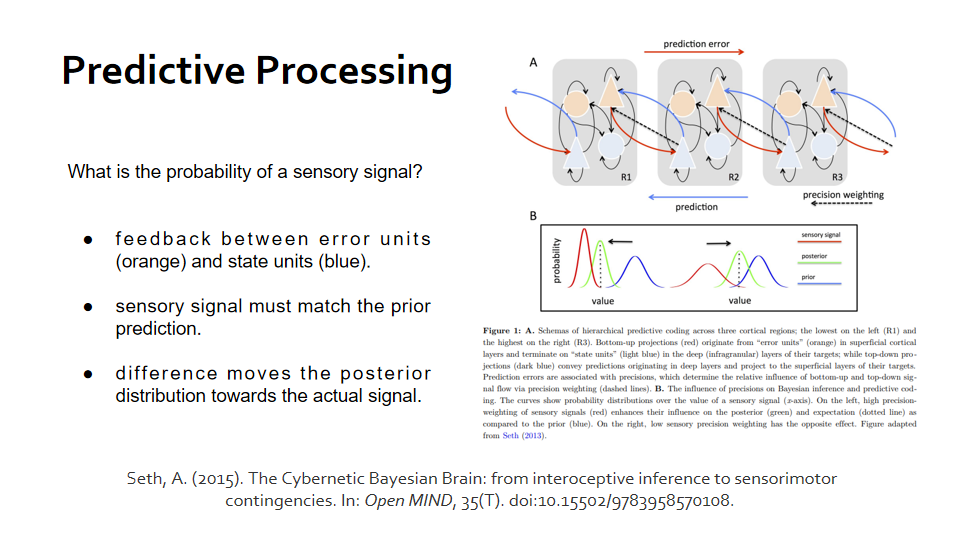 Predictive Processing
What is the probability of a sensory signal?
● feedback between error units
(orange) and state units (blue).
● sensory signal must match the prior
prediction.
● difference moves the posterior
distribution towards the actual signal.
prediction error
A
R1
R2
R3
precision weighting
prediction
B
probability
value
value
sensory signal
posterior
prior
Figure 1: A. Schemas of hierarchical predictive coding across three cortical regions; the lowest on the left (R1) and
the highest on the right (R3). Bottom-up projections (red) originate from “error units” (orange) in superficial cortical
layers and terminate on “state units” (light blue) in the deep (infragranular) layers of their targets; while top-down pro-
jections (dark blue) convey predictions originating in deep layers and project to the superficial layers of their targets.
Prediction errors are associated with precisions, which determine the relative influence of bottom-up and top-down sig-
nal flow via precision weighting (dashed lines). B. The influence of precisions on Bayesian inference and predictive cod-
ing. The curves show probability distributions over the value of a sensory signal (x-axis). On the left, high precision-
weighting of sensory signals (red) enhances their influence on the posterior (green) and expectation (dotted line) as
compared to the prior (blue). On the right, low sensory precision weighting has the opposite effect. Figure adapted
from Seth (2013).
Seth, A. (2015). The Cybernetic Bayesian Brain: from interoceptive inference to sensorimotor
contingencies. In: Open MIND, 35(T). doi:10.15502/9783958570108.